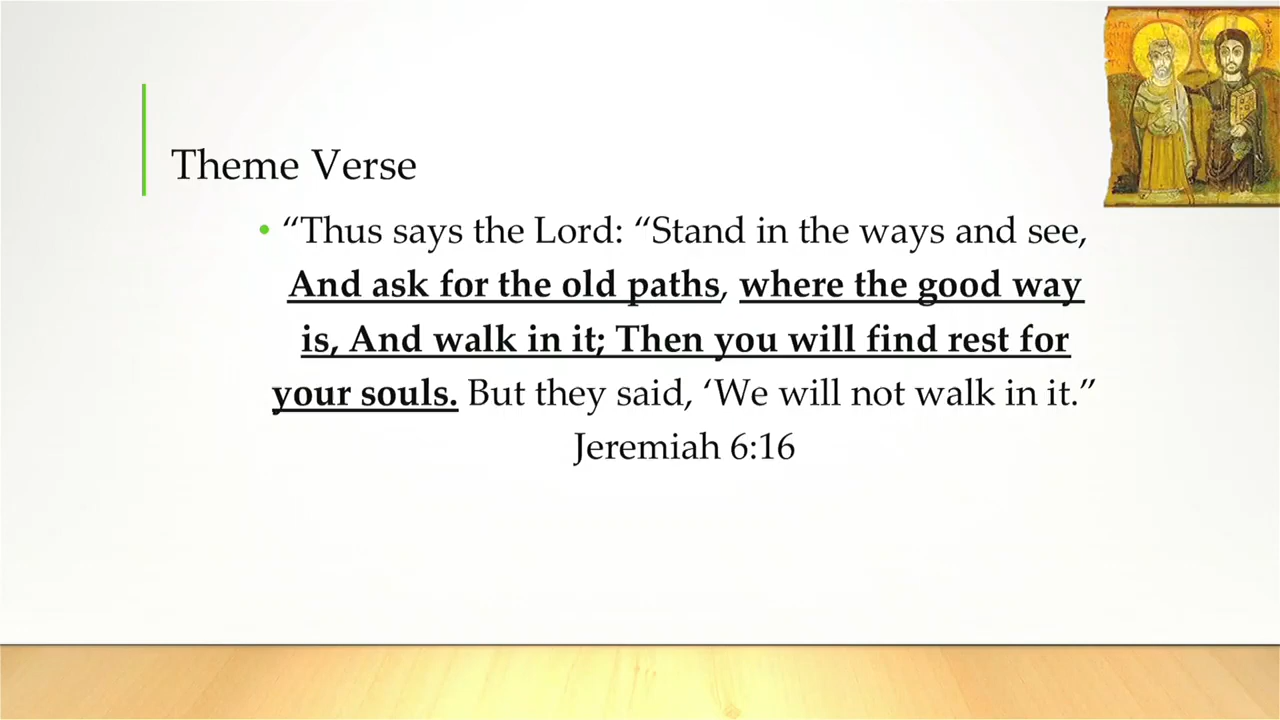 Theme Verse
• “Thus says the Lord: “Stand in the ways and see,
And ask for the old paths, where the good way
is, And walk in it; Then you will find rest for
your souls. But they said, ‘We will not walk in it.”
Jeremiah 6:16